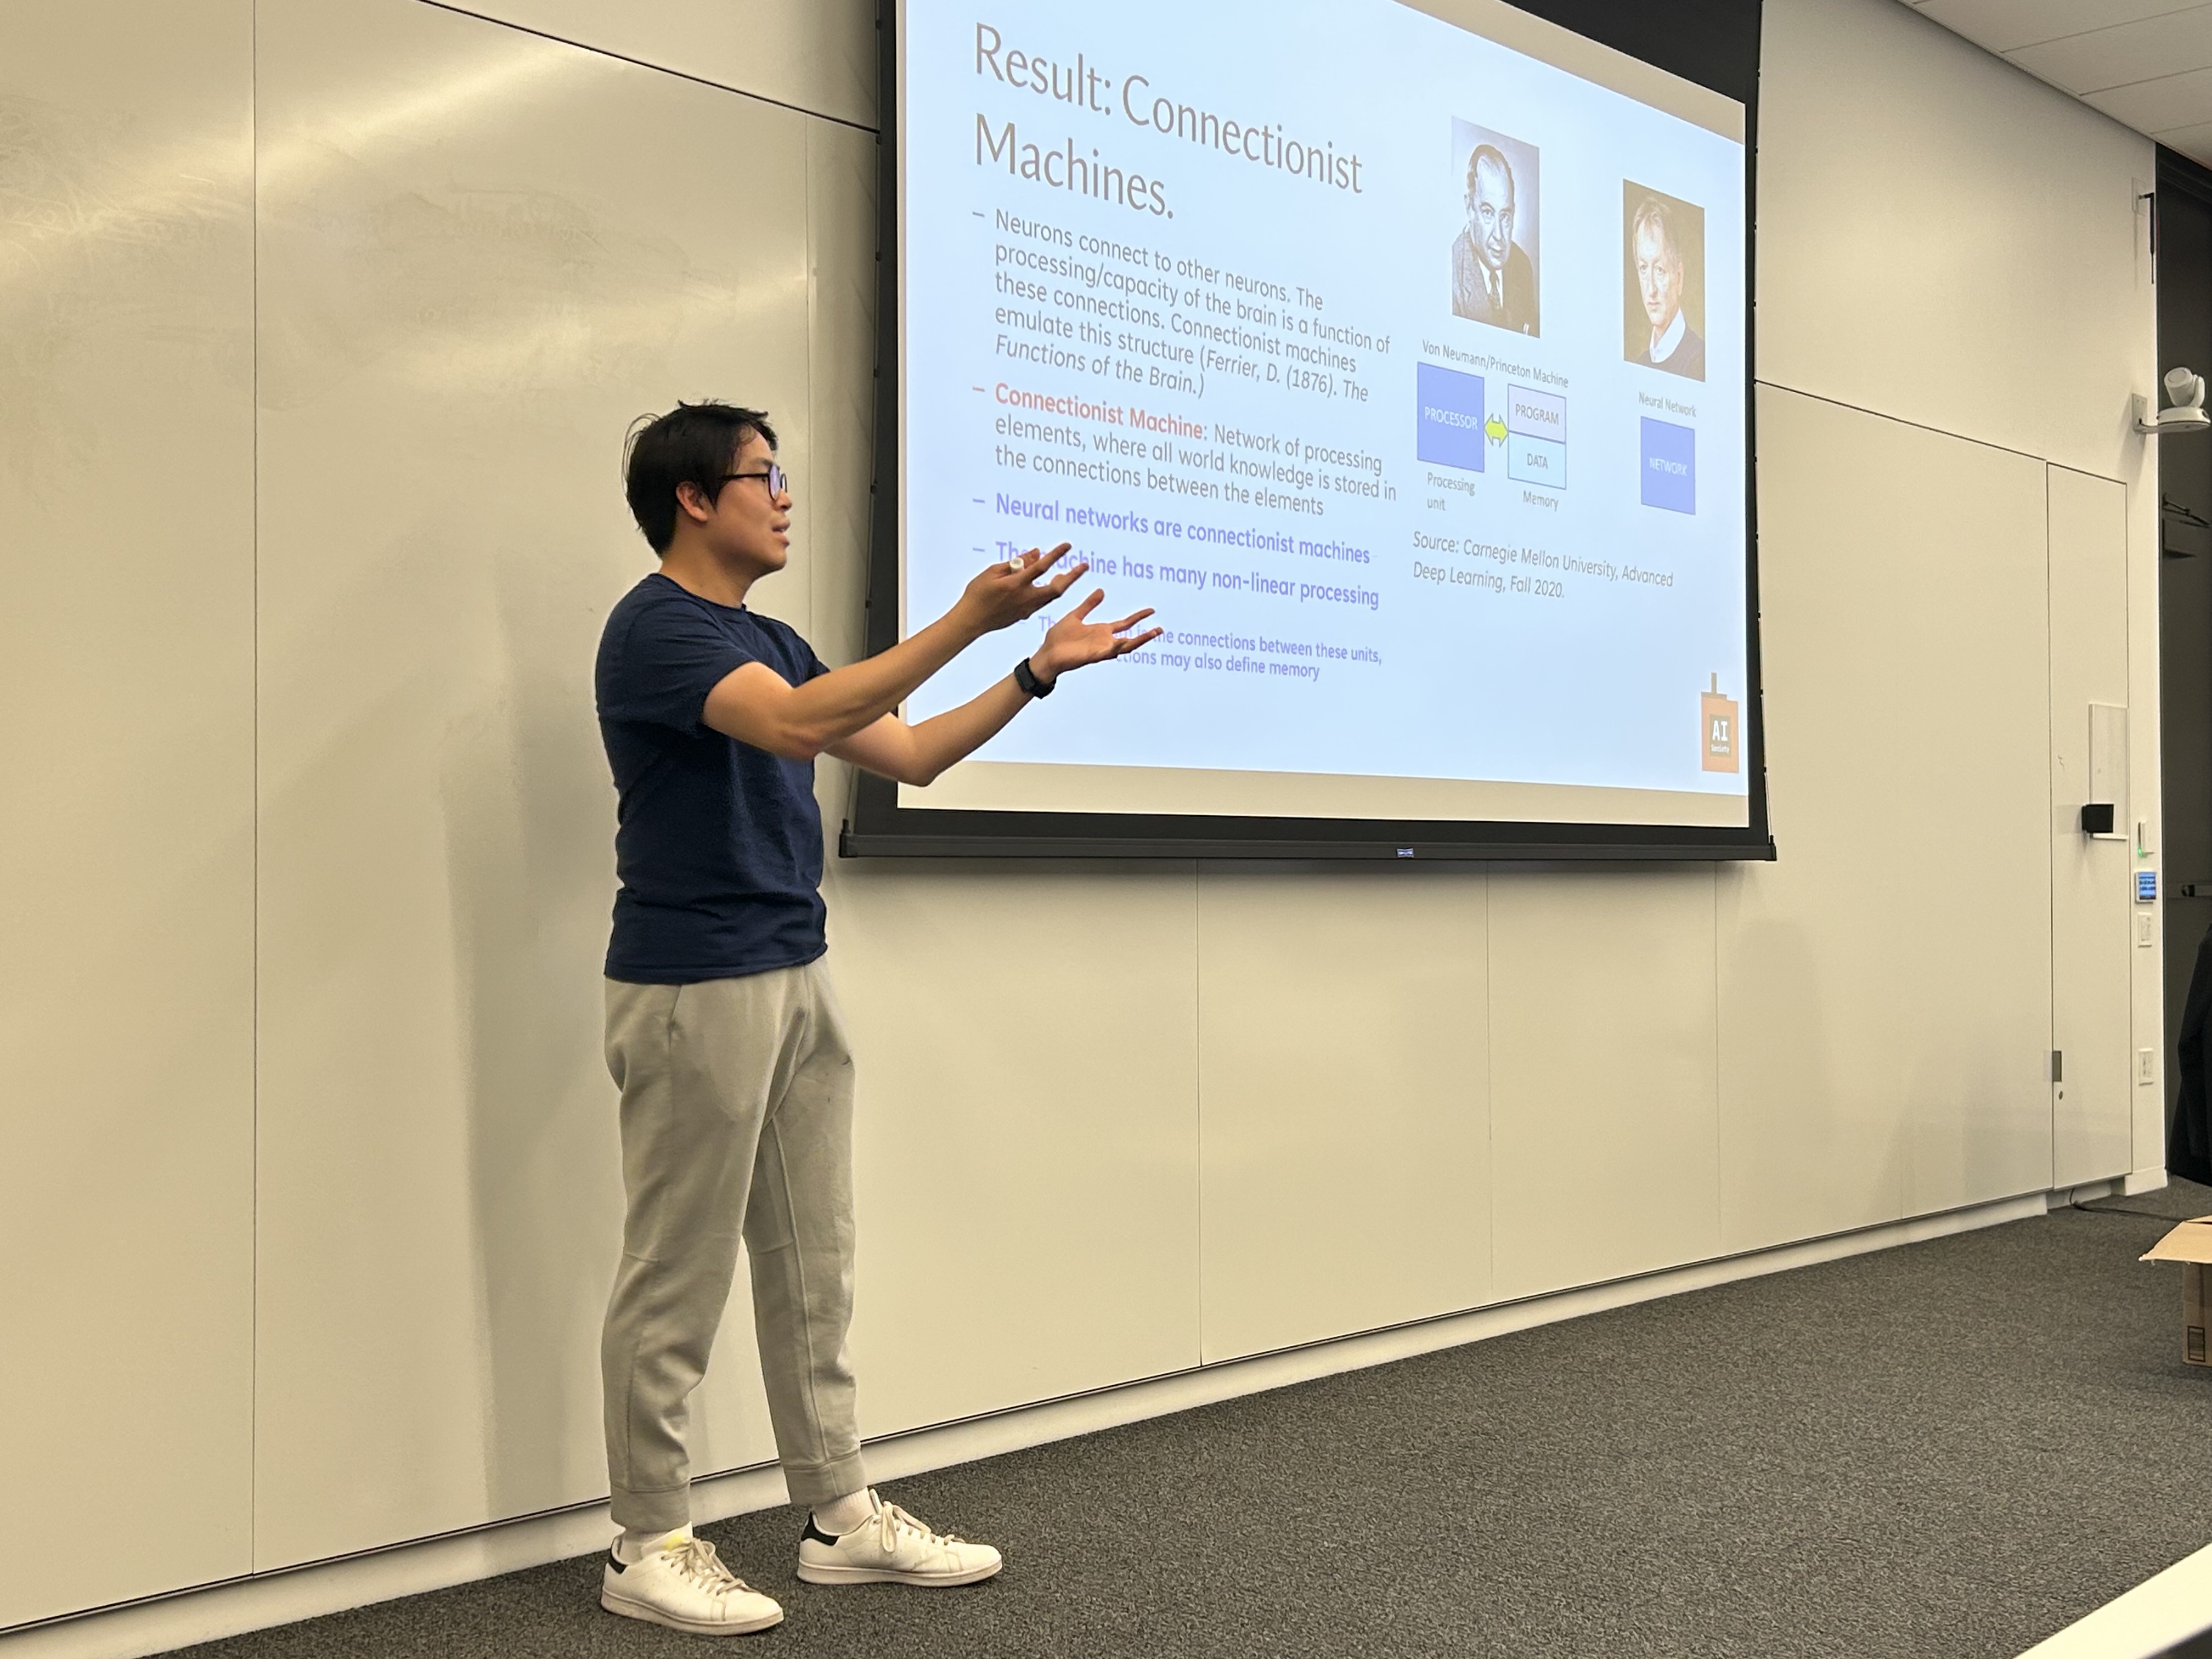 Result: Connectionist
Machines.
– Neurons connect to other neurons. The
processing/capacity of the brain is a function of
these connections. Connectionist machines
emulate this structure (Ferrier, D. (1876). The
Functions of the Brain.)
– Connectionist Machine: Network of processing
elements, where all world knowledge is stored in
the connections between the elements
– Neural networks are connectionist machines
– The machine has many non-linear processing
the connections between these units,
may also define memory
Von Neumann/Princeton Machine
PROCESSOR
PROGRAM
DATA
Processing
unit
Memory
Neural Network
NETWORK
Source: Carnegie Mellon University, Advanced
Deep Learning, Fall 2020.
AI
Society